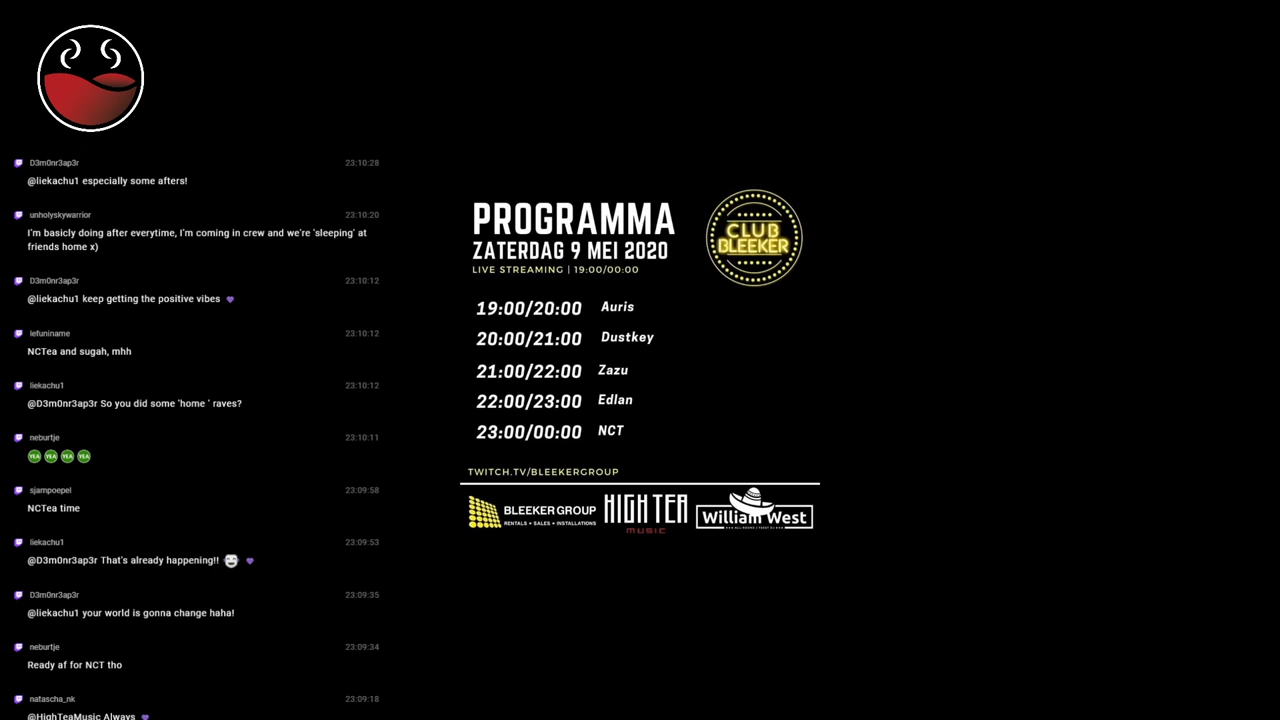 D3m0nr3ap3r 23:10:28
@liekachu1 especially some afters!
unholyskywarrior 23:10:20
I'm basicly doing after everytime, I'm coming in crew and we're 'sleeping' at
friends home x)
D3m0nr3ap3r 23:10:12
@liekachu1 keep getting the positive vibes
lefuniname 23:10:12
NCTea and sugah, mhh
liekachu1 23:10:12
@D3m0nr3ap3r So you did some 'home ' raves?
neburtje 23:10:11
YEA YEA YEA YEA
sjampoepel 23:09:58
NCTea time
liekachu1 23:09:53
@D3m0nr3ap3r That's already happening!!
D3m0nr3ap3r 23:09:35
@liekachu1 your world is gonna change haha!
neburtje 23:09:34
Ready af for NCT tho
natascha_nk 23:09:18
@HighTeaMusic Always
PROGRAMMA
ZATERDAG 9 MEI 2020
LIVE STREAMING | 19:00/00:00
CLUB
BLEEKER
19:00/20:00 Auris
20:00/21:00 Dustkey
21:00/22:00 Zazu
22:00/23:00 Edlan
23:00/00:00 NCT
TWITCH.TV/BLEEKERGROUP
BLEEKER GROUP
RENTALS • SALES • INSTALLATIONS
HIGH TEA
MUSIC
William West